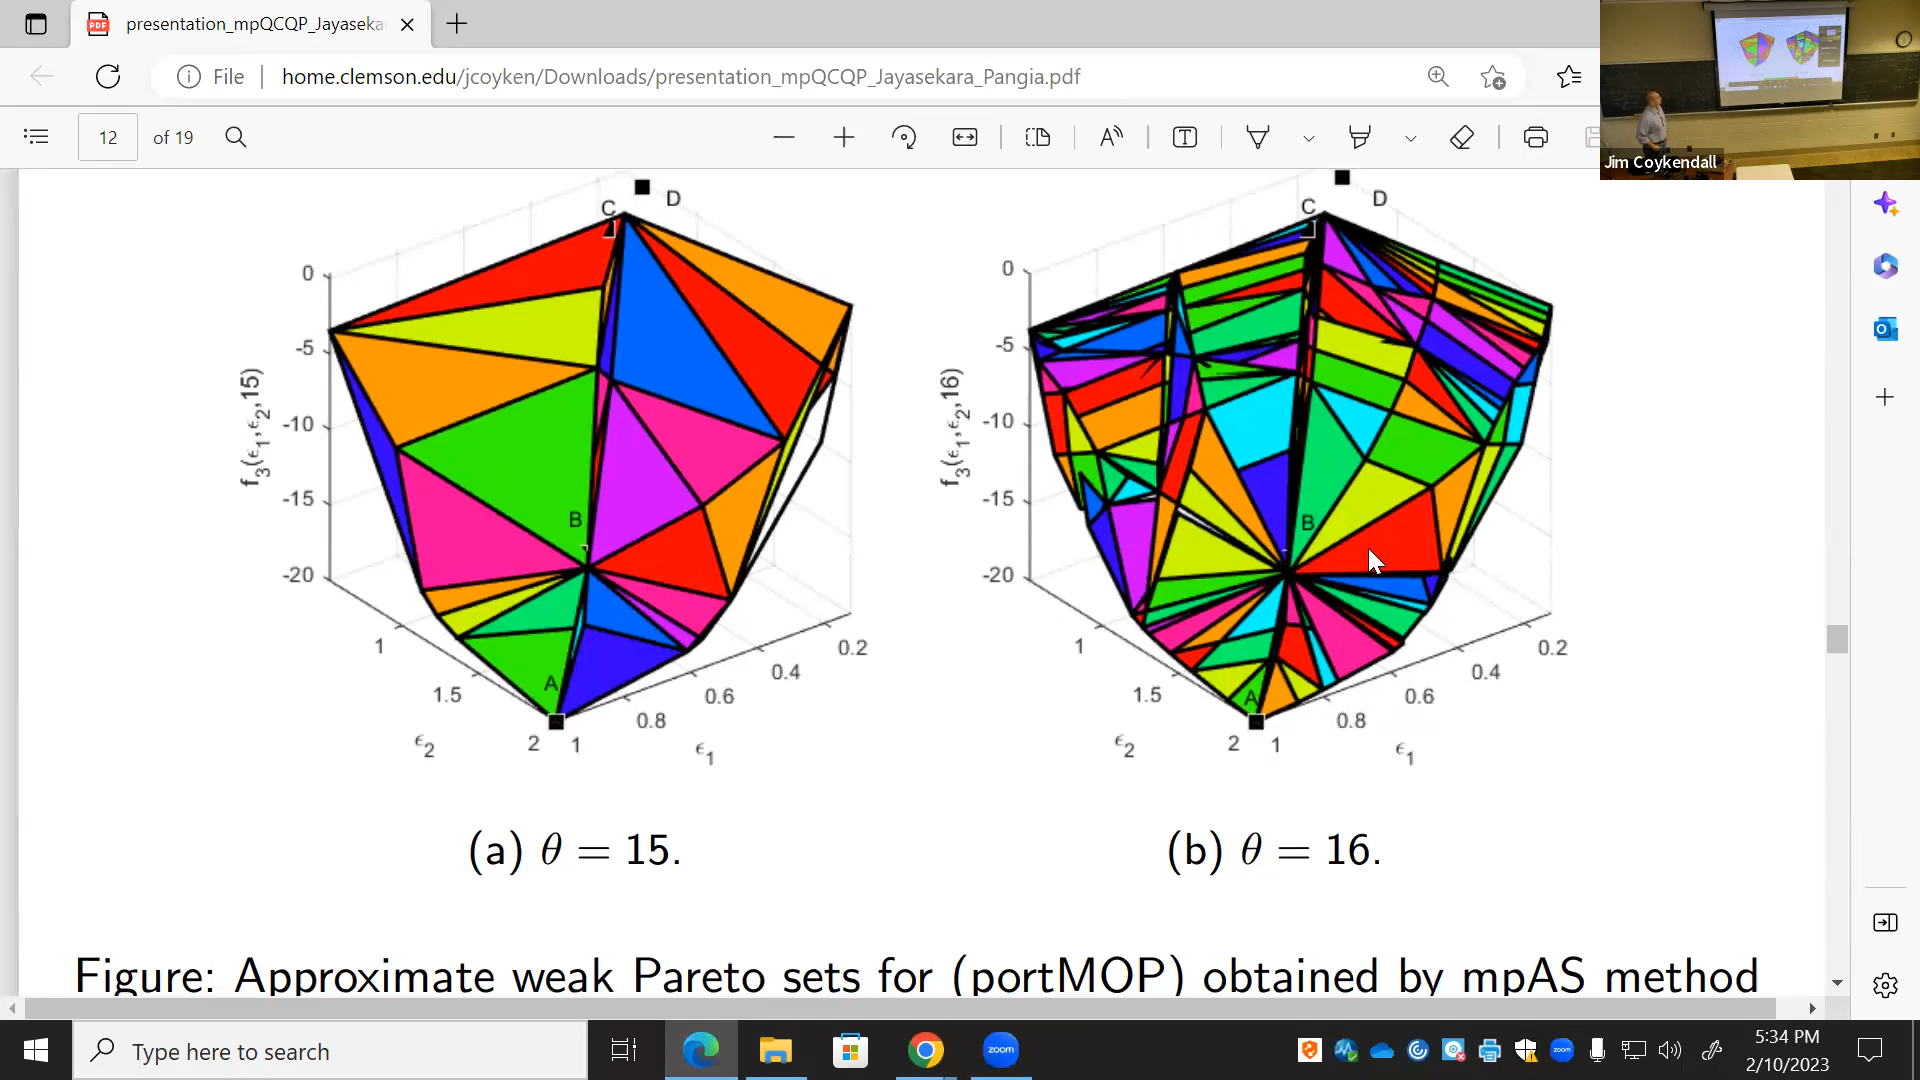 presentation_mpQCQP_Jayaseka
File
home.clemson.edu/jcoyken/Downloads/presentation_mpQCQP_Jayasekara_Pangia.pdf
12 of 19
Jim Coykendall
C D
0
-5
-10
-15
-20
f3(ϵ1,ϵ2,15)
B
A
1
1.5
2
ϵ2
1
0.8
0.6
0.4
0.2
ϵ1
(a) θ = 15.
C D
0
-5
-10
-15
-20
f3(ϵ1,ϵ2,16)
B
A
1
1.5
2
ϵ2
1
0.8
0.6
0.4
0.2
ϵ1
(b) θ = 16.
Figure: Approximate weak Pareto sets for (portMOP) obtained by mpAS method
Type here to search
zoom
5:34 PM
2/10/2023